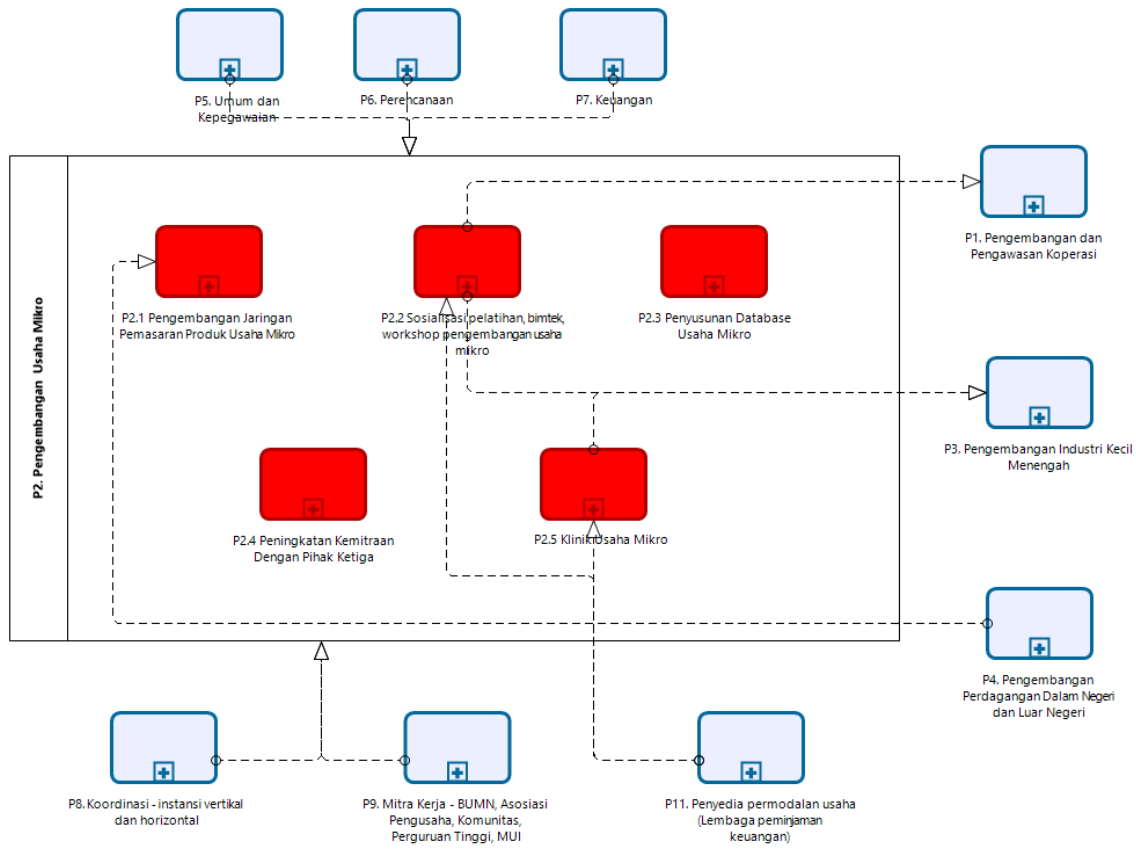 P5. Umum dan
Kepegawaian
P6. Perencanaan
P7. Keuangan
P2. Pengembangan Usaha Mikro
P1. Pengembangan dan
Pengawasan Koperasi
P2.1 Pengembangan Jaringan
Pemasaran Produk Usaha Mikro
P2.2 Sosialisasi pelatihan, bimtek,
workshop pengembangan usaha
mikro
P2.3 Penyusunan Database
Usaha Mikro
P3. Pengembangan Industri Kecil
Menengah
P2.4 Peningkatan Kemitraan
Dengan Pihak Ketiga
P2.5 Klinik Usaha Mikro
P4. Pengembangan
Perdagangan Dalam Negeri
dan Luar Negeri
P8. Koordinasi - instansi vertikal
dan horizontal
P9. Mitra Kerja - BUMN, Asosiasi
Pengusaha, Komunitas,
Perguruan Tinggi, MUI
P11. Penyedia permodalan usaha
(Lembaga peminjaman
keuangan)